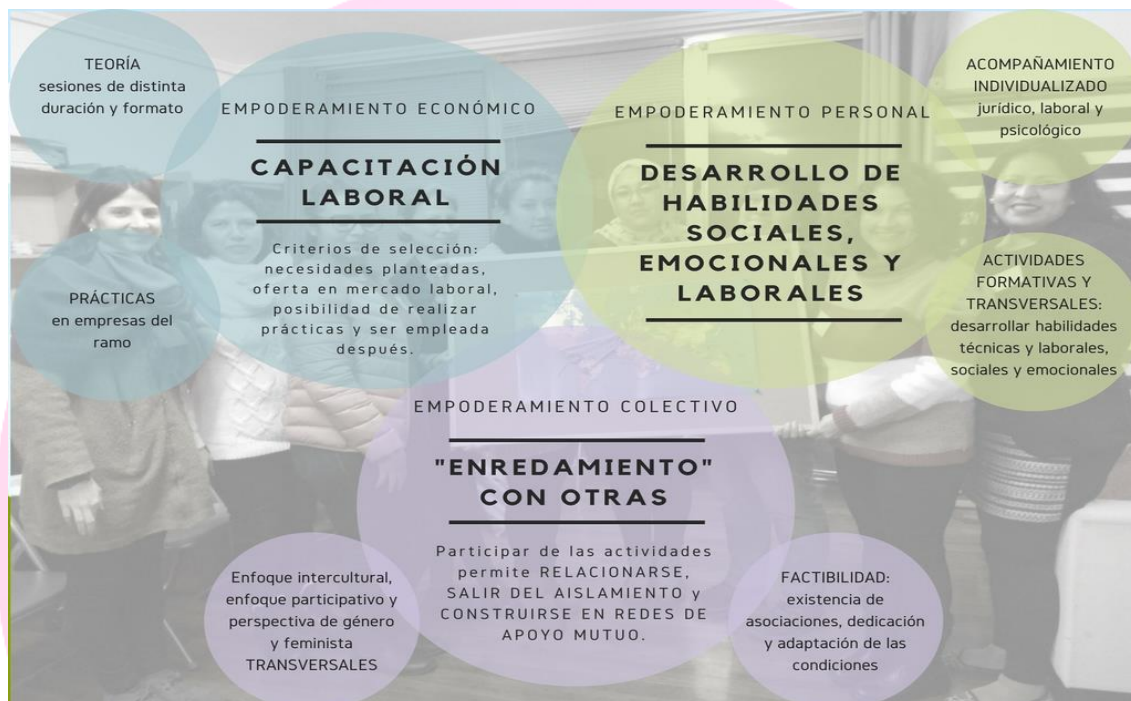 TEORÍA
sesiones de distinta
duración y formato
EMPODERAMIENTO ECONÓMICO
CAPACITACIÓN
LABORAL
Criterios de selección:
necesidades planteadas,
oferta en mercado laboral,
posibilidad de realizar
prácticas y ser empleada
después.
PRÁCTICAS
en empresas del
ramo
EMPODERAMIENTO PERSONAL
DESARROLLO DE
HABILIDADES
SOCIALES,
EMOCIONALES Y
LABORALES
ACOMPAÑAMIENTO
INDIVIDUALIZADO
jurídico, laboral y
psicológico
ACTIVIDADES
FORMATIVAS Y
TRANSVERSALES:
desarrollar habilidades
técnicas y laborales,
sociales y emocionales
EMPODERAMIENTO COLECTIVO
"ENREDAMIENTO"
CON OTRAS
Participar de las actividades
permite RELACIONARSE,
SALIR DEL AISLAMIENTO y
CONSTRUIRSE EN REDES DE
APOYO MUTUO.
Enfoque intercultural,
enfoque participativo y
perspectiva de género
y feminista
TRANSVERSALES
FACTIBILIDAD:
existencia de
asociaciones, dedicación
y adaptación de las
condiciones